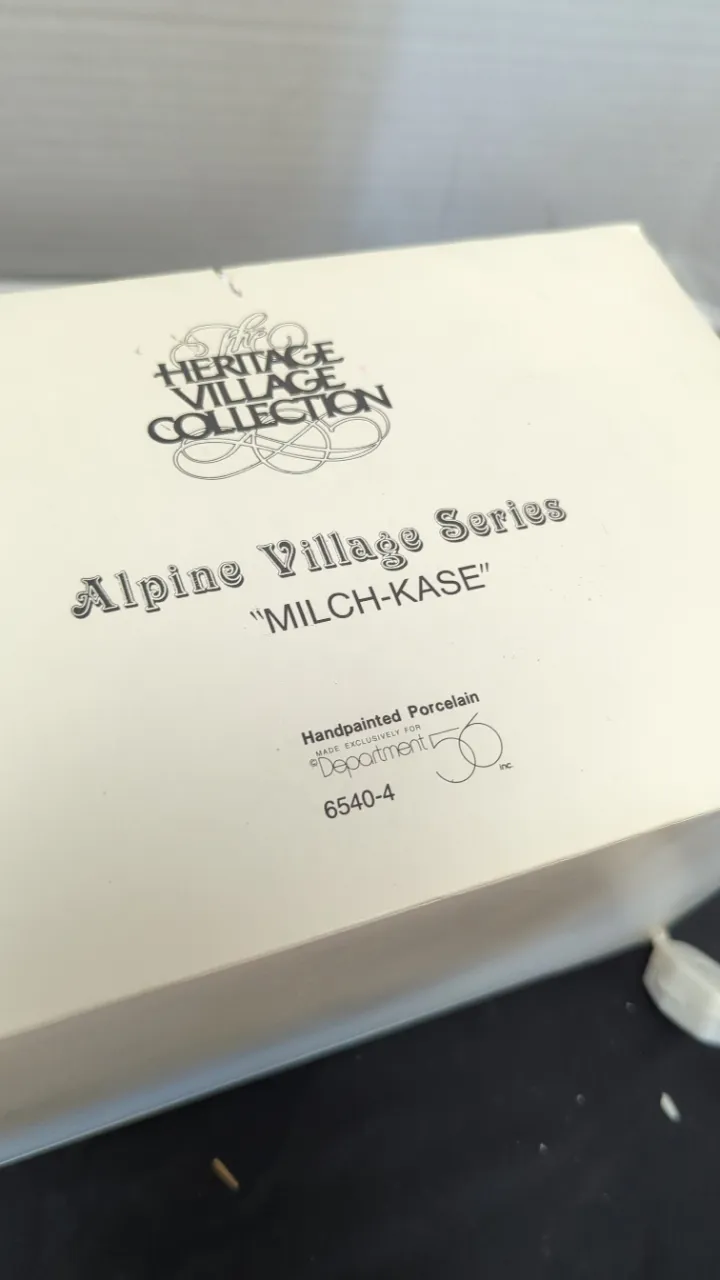 The
HERITAGE
VILLAGE
COLLECTION
Alpine Village Series
"MILCH-KASE"
Handpainted Porcelain
MADE EXCLUSIVELY FOR
©Department 56 inc.
6540-4